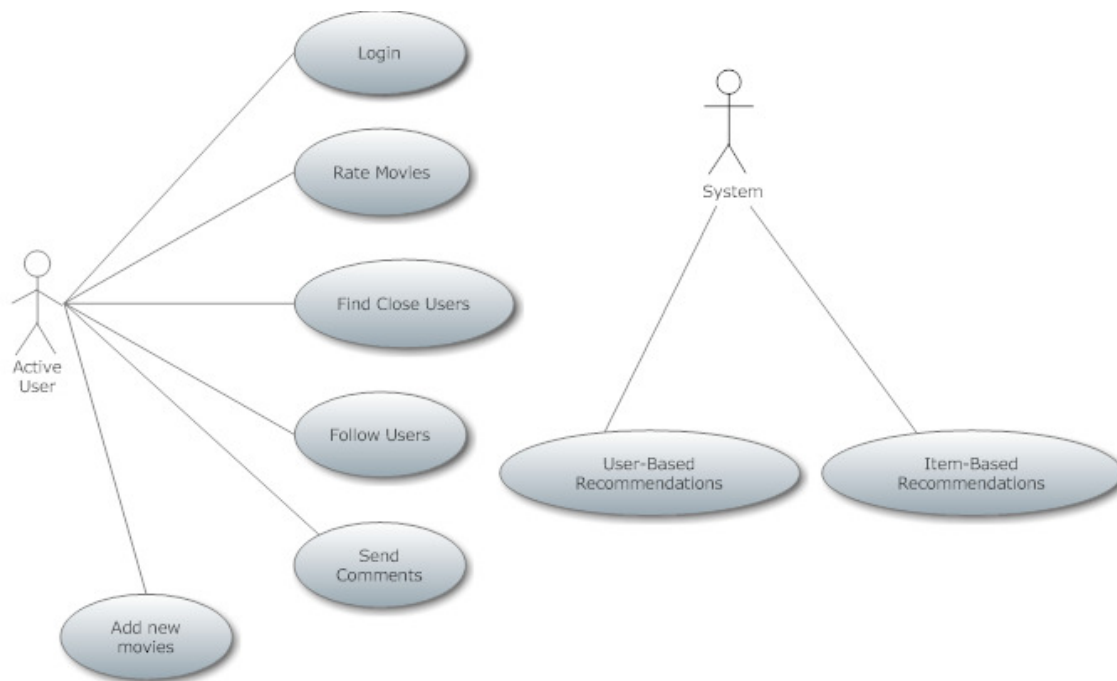 Login
Rate Movies
System
Find Close Users
Active
User
Follow Users
User-Based
Recommendations
Item-Based
Recommendations
Send
Comments
Add new
movies